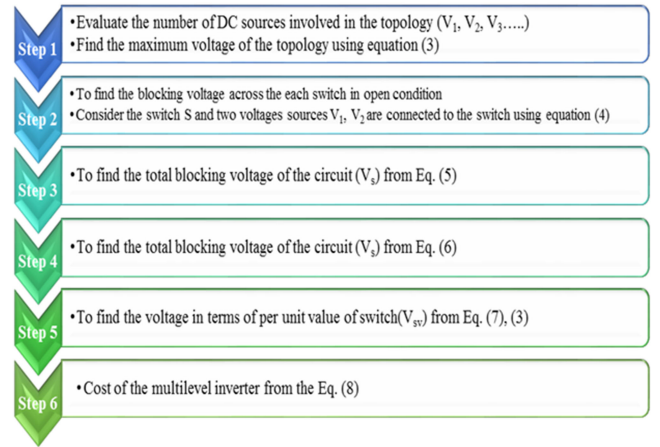 Step 1
•Evaluate the number of DC sources involved in the topology (V1, V2, V3…..)
•Find the maximum voltage of the topology using equation (3)
Step 2
•To find the blocking voltage across the each switch in open condition
•Consider the switch S and two voltages sources V1, V2 are connected to the switch using equation (4)
Step 3
•To find the total blocking voltage of the circuit (Vs) from Eq. (5)
Step 4
•To find the total blocking voltage of the circuit (Vs) from Eq. (6)
Step 5
•To find the voltage in terms of per unit value of switch(Vsv) from Eq. (7), (3)
Step 6
•Cost of the multilevel inverter from the Eq. (8)